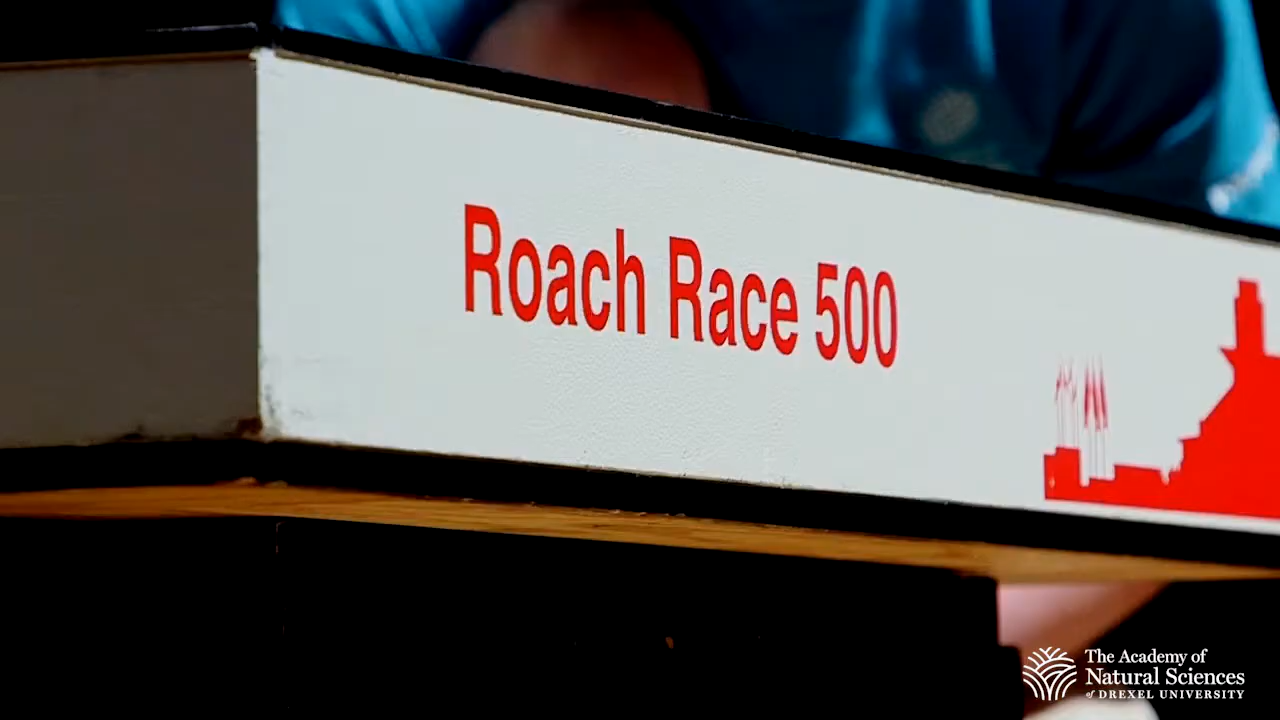 Roach Race 500
The Academy of
Natural Sciences
of DREXEL UNIVERSITY